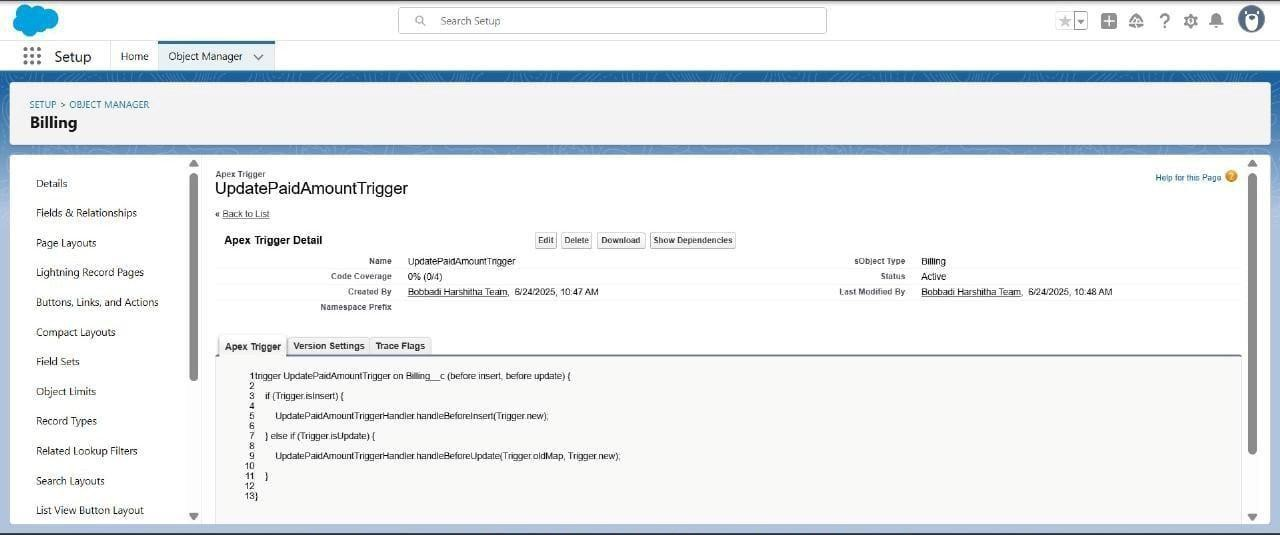 Search Setup
Setup
Home
Object Manager
SETUP > OBJECT MANAGER
Billing
Details
Fields & Relationships
Page Layouts
Lightning Record Pages
Buttons, Links, and Actions
Compact Layouts
Field Sets
Object Limits
Record Types
Related Lookup Filters
Search Layouts
List View Button Layout
Apex Trigger
UpdatePaidAmountTrigger
Help for this Page
« Back to List
Apex Trigger Detail
Edit Delete Download Show Dependencies
Name UpdatePaidAmountTrigger sObject Type Billing
Code Coverage 0% (0/4) Status Active
Created By Bobbadi Harshitha Team, 6/24/2025, 10:47 AM Last Modified By Bobbadi Harshitha Team, 6/24/2025, 10:48 AM
Namespace Prefix
Apex Trigger Version Settings Trace Flags
1 trigger UpdatePaidAmountTrigger on Billing__c (before insert, before update) {
2
3 if (Trigger.isInsert) {
4
5 UpdatePaidAmountTriggerHandler.handleBeforeInsert(Trigger.new);
6
7 } else if (Trigger.isUpdate) {
8
9 UpdatePaidAmountTriggerHandler.handleBeforeUpdate(Trigger.oldMap, Trigger.new);
10
11 }
12
13 }